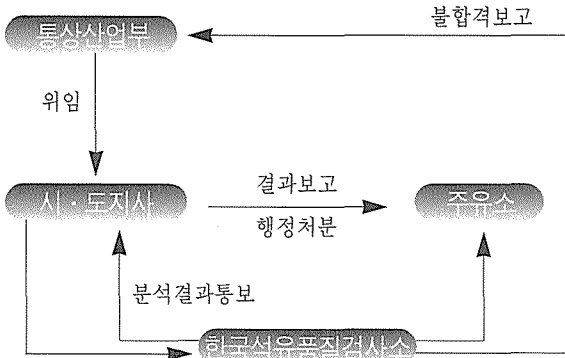 불합격보고
통상산업부
위임
결과보고
시·도지사
주유소
행정처분
분석결과통보
한국석유품질검사소